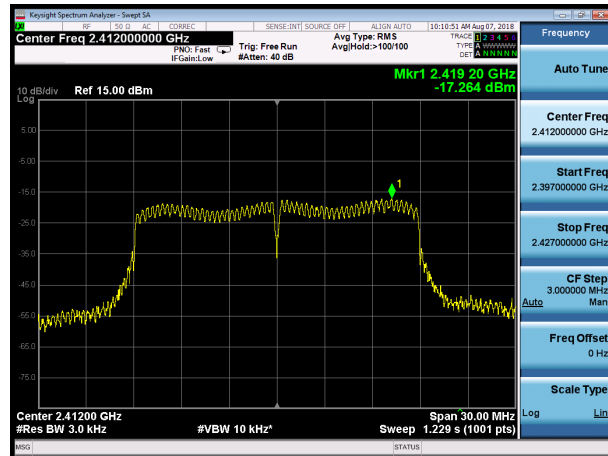 Keysight Spectrum Analyzer - Swept SA
LXI RF 50 Ω AC CORREC SENSE:INT SOURCE OFF ALIGN AUTO 10:10:51 AM Aug 07, 2018
Center Freq 2.412000000 GHz
PNO: Fast
IFGain:Low
Trig: Free Run
#Atten: 40 dB
Avg Type: RMS
Avg|Hold:>100/100
TRACE 1 2 3 4 5 6
TYPE A WWWWW
DET A N N N N N
Frequency
Mkr1 2.419 20 GHz
-17.264 dBm
10 dB/div Ref 15.00 dBm
Log
5.00
-5.00
-15.0
-25.0
-35.0
-45.0
-55.0
-65.0
-75.0
1
Center 2.41200 GHz
#Res BW 3.0 kHz
#VBW 10 kHz*
Span 30.00 MHz
Sweep 1.229 s (1001 pts)
Auto Tune
Center Freq
2.412000000 GHz
Start Freq
2.397000000 GHz
Stop Freq
2.427000000 GHz
CF Step
3.000000 MHz
Auto Man
Freq Offset
0 Hz
Scale Type
Log Lin
MSG STATUS